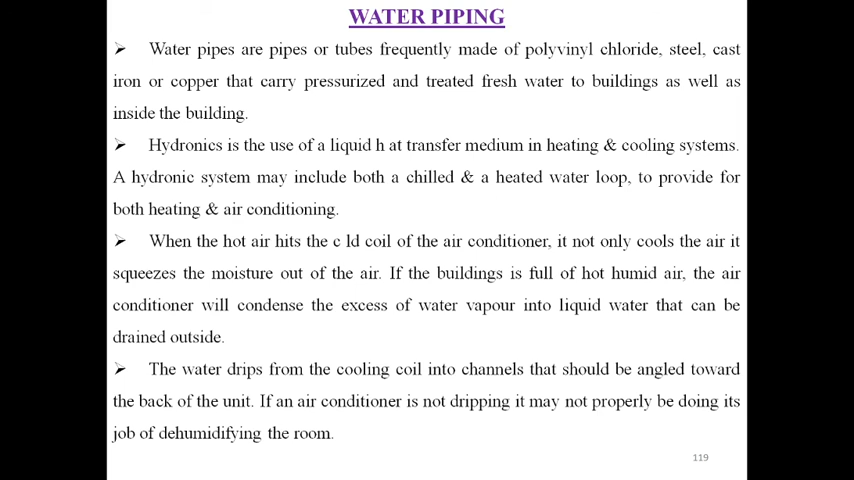 WATER PIPING
➢ Water pipes are pipes or tubes frequently made of polyvinyl chloride, steel, cast
iron or copper that carry pressurized and treated fresh water to buildings as well as
inside the building.
➢ Hydronics is the use of a liquid h at transfer medium in heating & cooling systems.
A hydronic system may include both a chilled & a heated water loop, to provide for
both heating & air conditioning.
➢ When the hot air hits the c ld coil of the air conditioner, it not only cools the air it
squeezes the moisture out of the air. If the buildings is full of hot humid air, the air
conditioner will condense the excess of water vapour into liquid water that can be
drained outside.
➢ The water drips from the cooling coil into channels that should be angled toward
the back of the unit. If an air conditioner is not dripping it may not properly be doing its
job of dehumidifying the room.
119